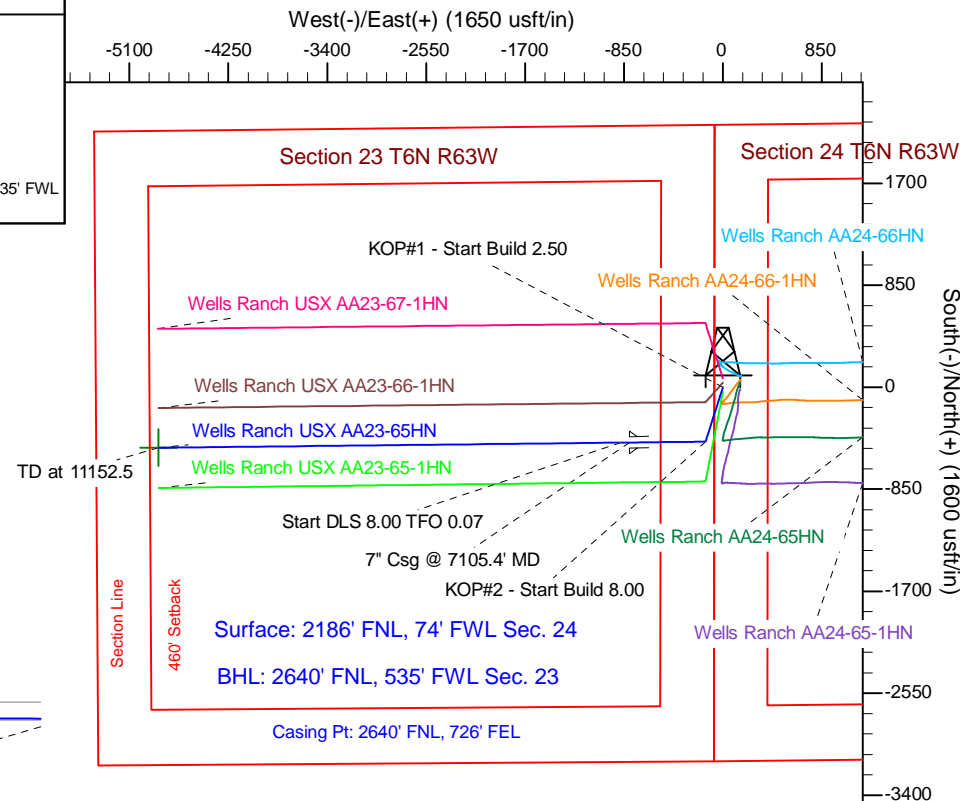 West(-)/East(+) (1650 usft/in)
-5100 -4250 -3400 -2550 -1700 -850 0 850
35' FWL
Section 23 T6N R63W
Section 24 T6N R63W
1700
KOP#1 - Start Build 2.50
Wells Ranch AA24-66HN
Wells Ranch AA24-66-1HN
850
Wells Ranch USX AA23-67-1HN
South(-)/North(+) (1600 usft/in)
Wells Ranch USX AA23-66-1HN
0
Wells Ranch USX AA23-65HN
TD at 11152.5
Wells Ranch USX AA23-65-1HN
-850
Start DLS 8.00 TFO 0.07
Wells Ranch AA24-65HN
7" Csg @ 7105.4' MD
KOP#2 - Start Build 8.00
-1700
Section Line
460' Setback
Surface: 2186' FNL, 74' FWL Sec. 24
Wells Ranch AA24-65-1HN
BHL: 2640' FNL, 535' FWL Sec. 23
-2550
Casing Pt: 2640' FNL, 726' FEL
-3400